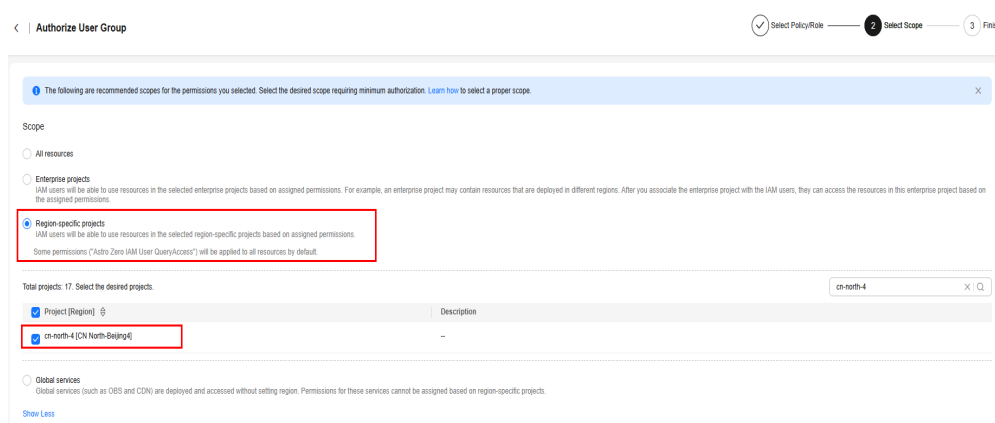 Authorize User Group
Select Policy/Role
2 Select Scope
3 Finis
The following are recommended scopes for the permissions you selected. Select the desired scope requiring minimum authorization. Learn how to select a proper scope.
Scope
All resources
Enterprise projects
IAM users will be able to use resources in the selected enterprise projects based on assigned permissions. For example, an enterprise project may contain resources that are deployed in different regions. After you associate the enterprise project with the IAM users, they can access the resources in this enterprise project based on
the assigned permissions.
Region-specific projects
IAM users will be able to use resources in the selected region-specific projects based on assigned permissions.
Some permissions ("Astro Zero IAM User QueryAccess") will be applied to all resources by default.
Total projects: 17. Select the desired projects.
cn-north-4
Project [Region]
Description
cn-north-4 [CN North-Beijing4]
--
Global services
Global services (such as OBS and CDN) are deployed and accessed without setting region. Permissions for these services cannot be assigned based on region-specific projects.
Show Less